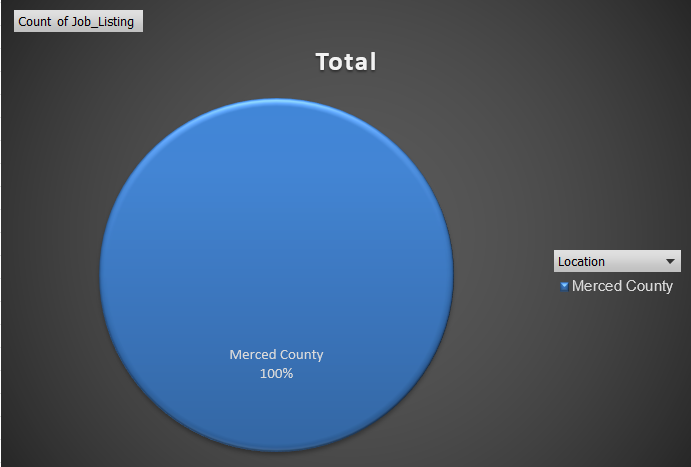 Count of Job_Listing
Total
Location
Merced County
Merced County
100%